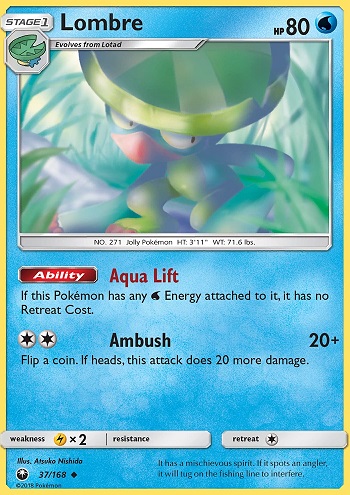 STAGE1
Lombre
HP80
Evolves from Lotad
NO. 271 Jolly Pokémon HT: 3'11" WT: 71.6 lbs.
Ability Aqua Lift
If this Pokémon has any Energy attached to it, it has no
Retreat Cost.
Ambush 20+
Flip a coin. If heads, this attack does 20 more damage.
weakness ×2 resistance retreat
Illus. Atsuko Nishida
37/168
©2018 Pokémon
It has a mischievous spirit. If it spots an angler,
it will tug on the fishing line to interfere.